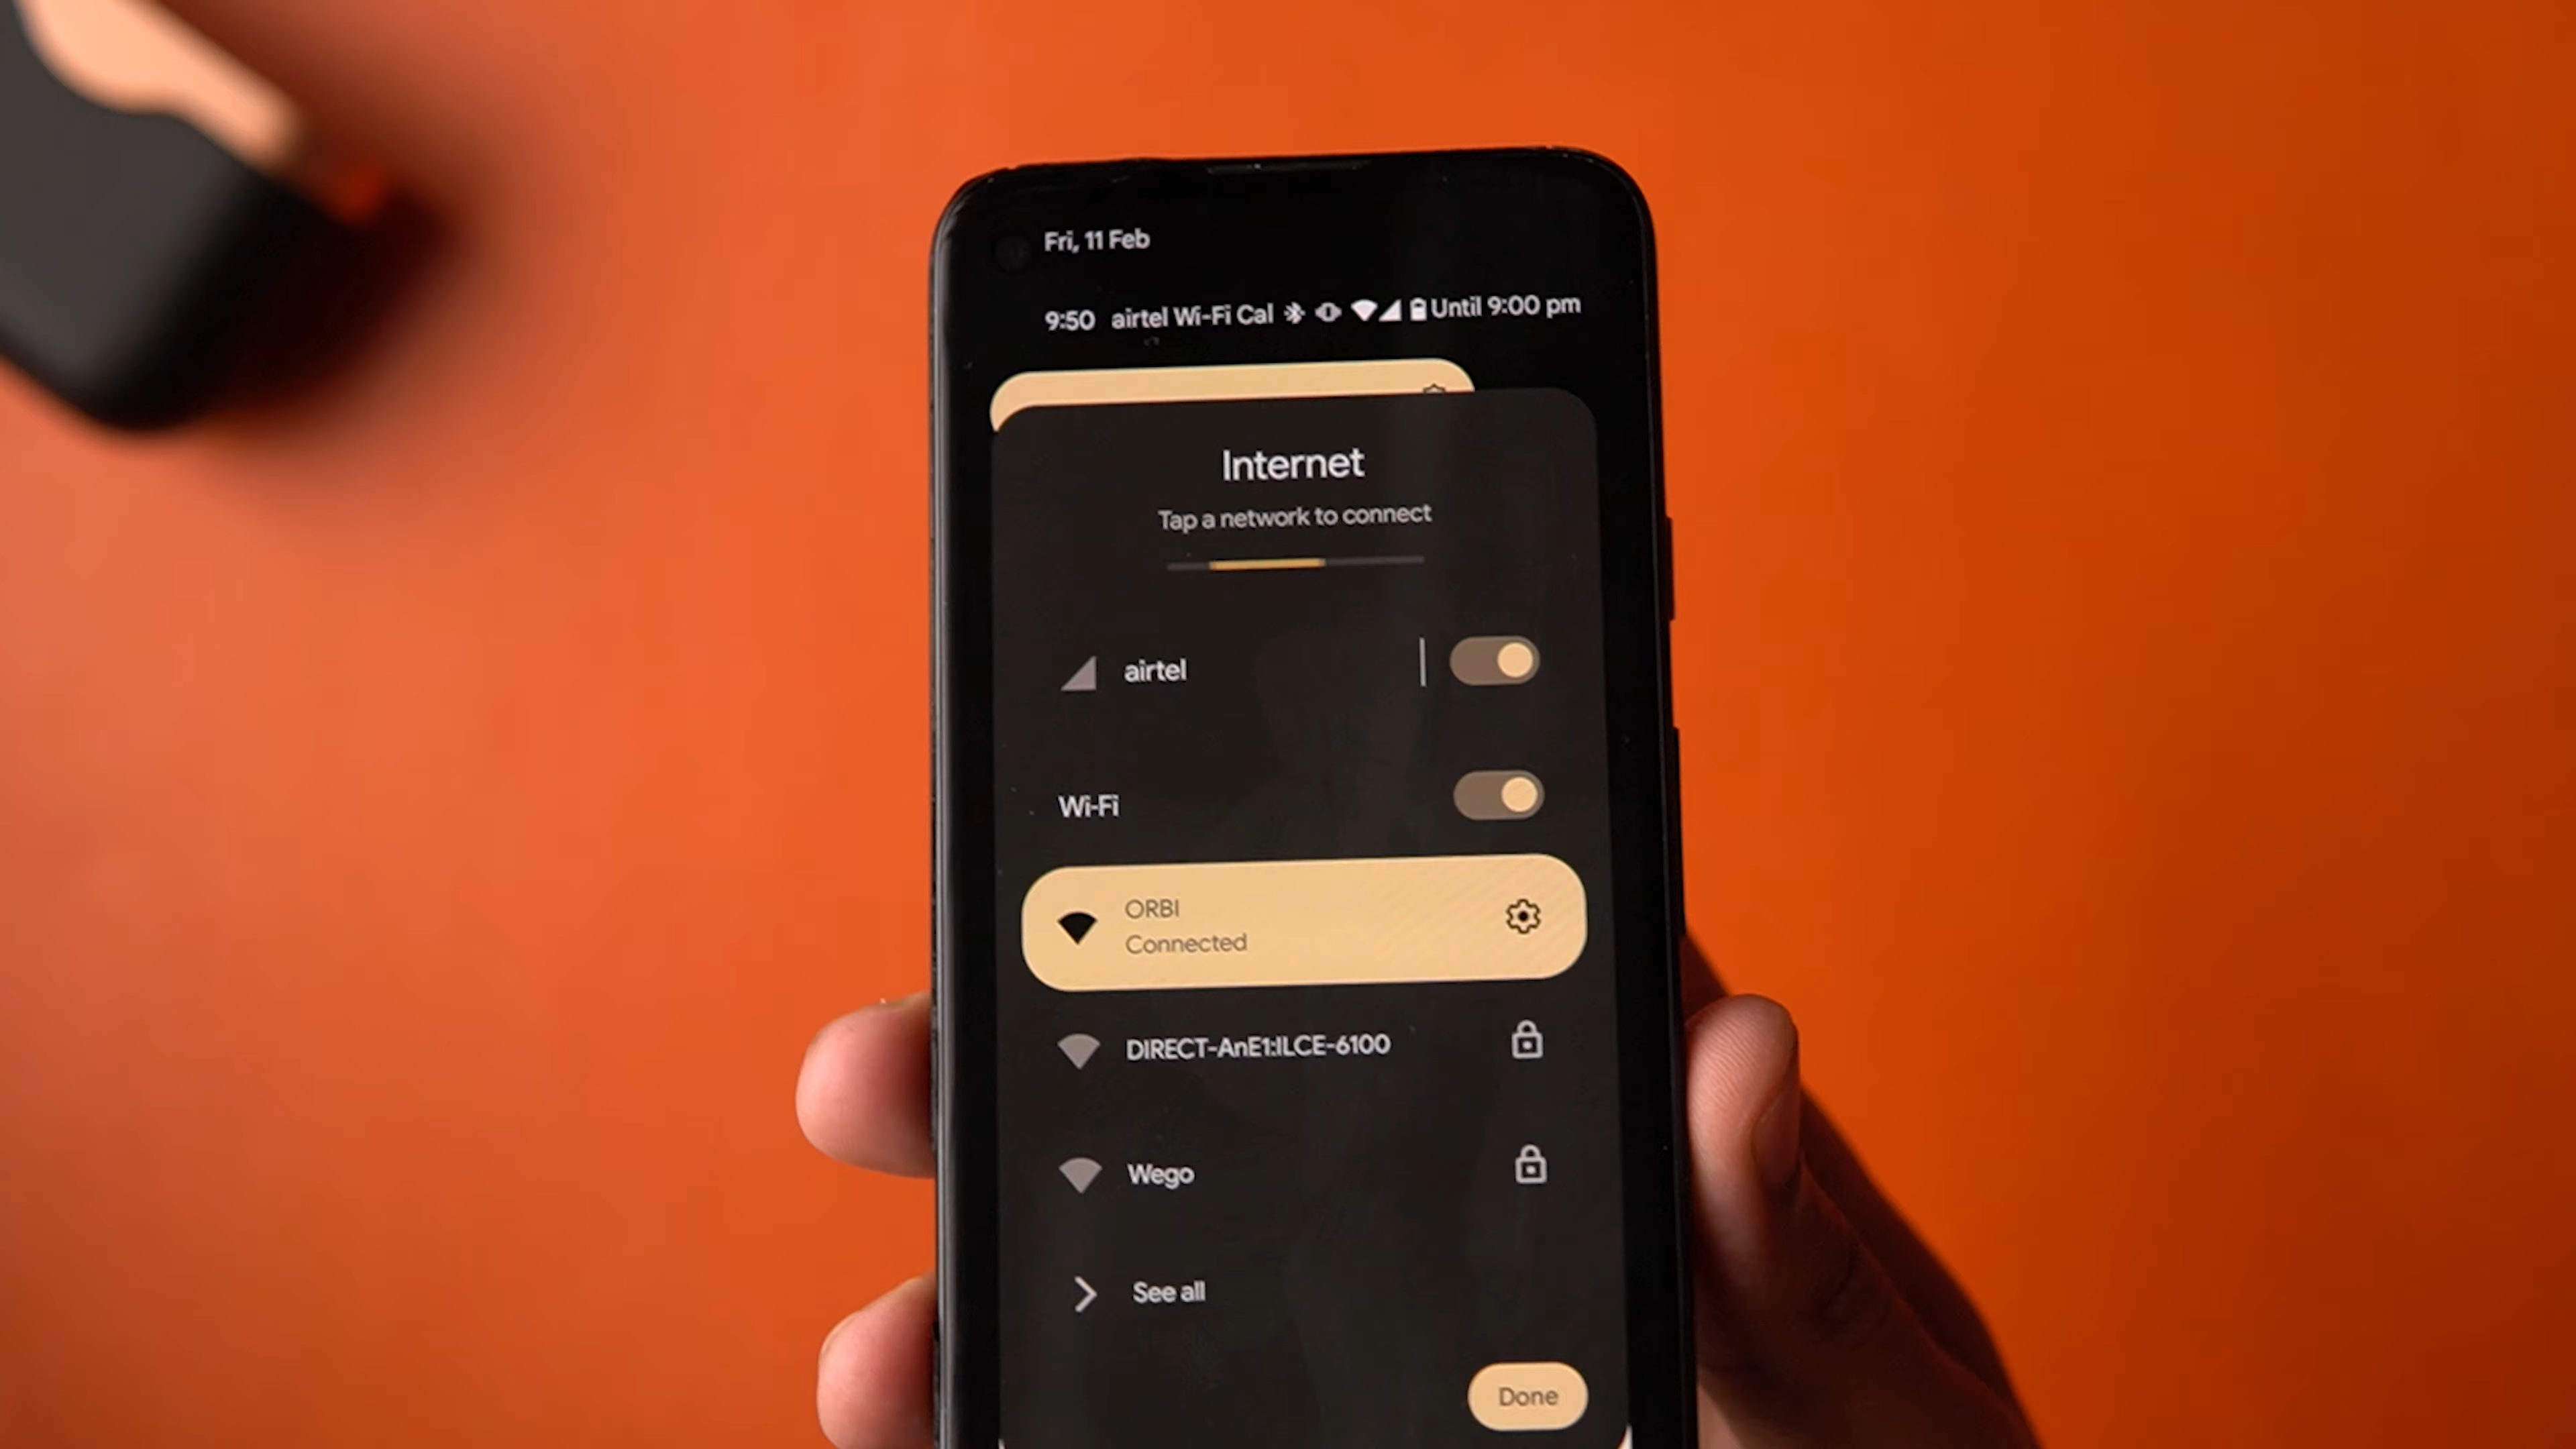 Fri, 11 Feb
9:50 airtel Wi-Fi Cal Until 9:00 pm
Internet
Tap a network to connect
airtel
Wi-Fi
ORBI
Connected
DIRECT-AnE1:ILCE-6100
Wego
See all
Done